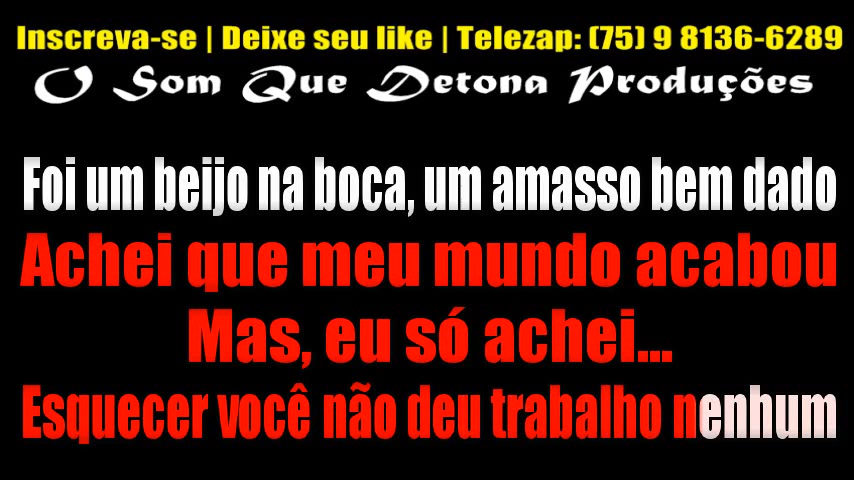 Inscreva-se | Deixe seu like | Telezap: (75) 9 8136-6289
O Som Que Detona Produções
Foi um beijo na boca, um amasso bem dado
Achei que meu mundo acabou
Mas, eu só achei...
Esquecer você não deu trabalho nenhum